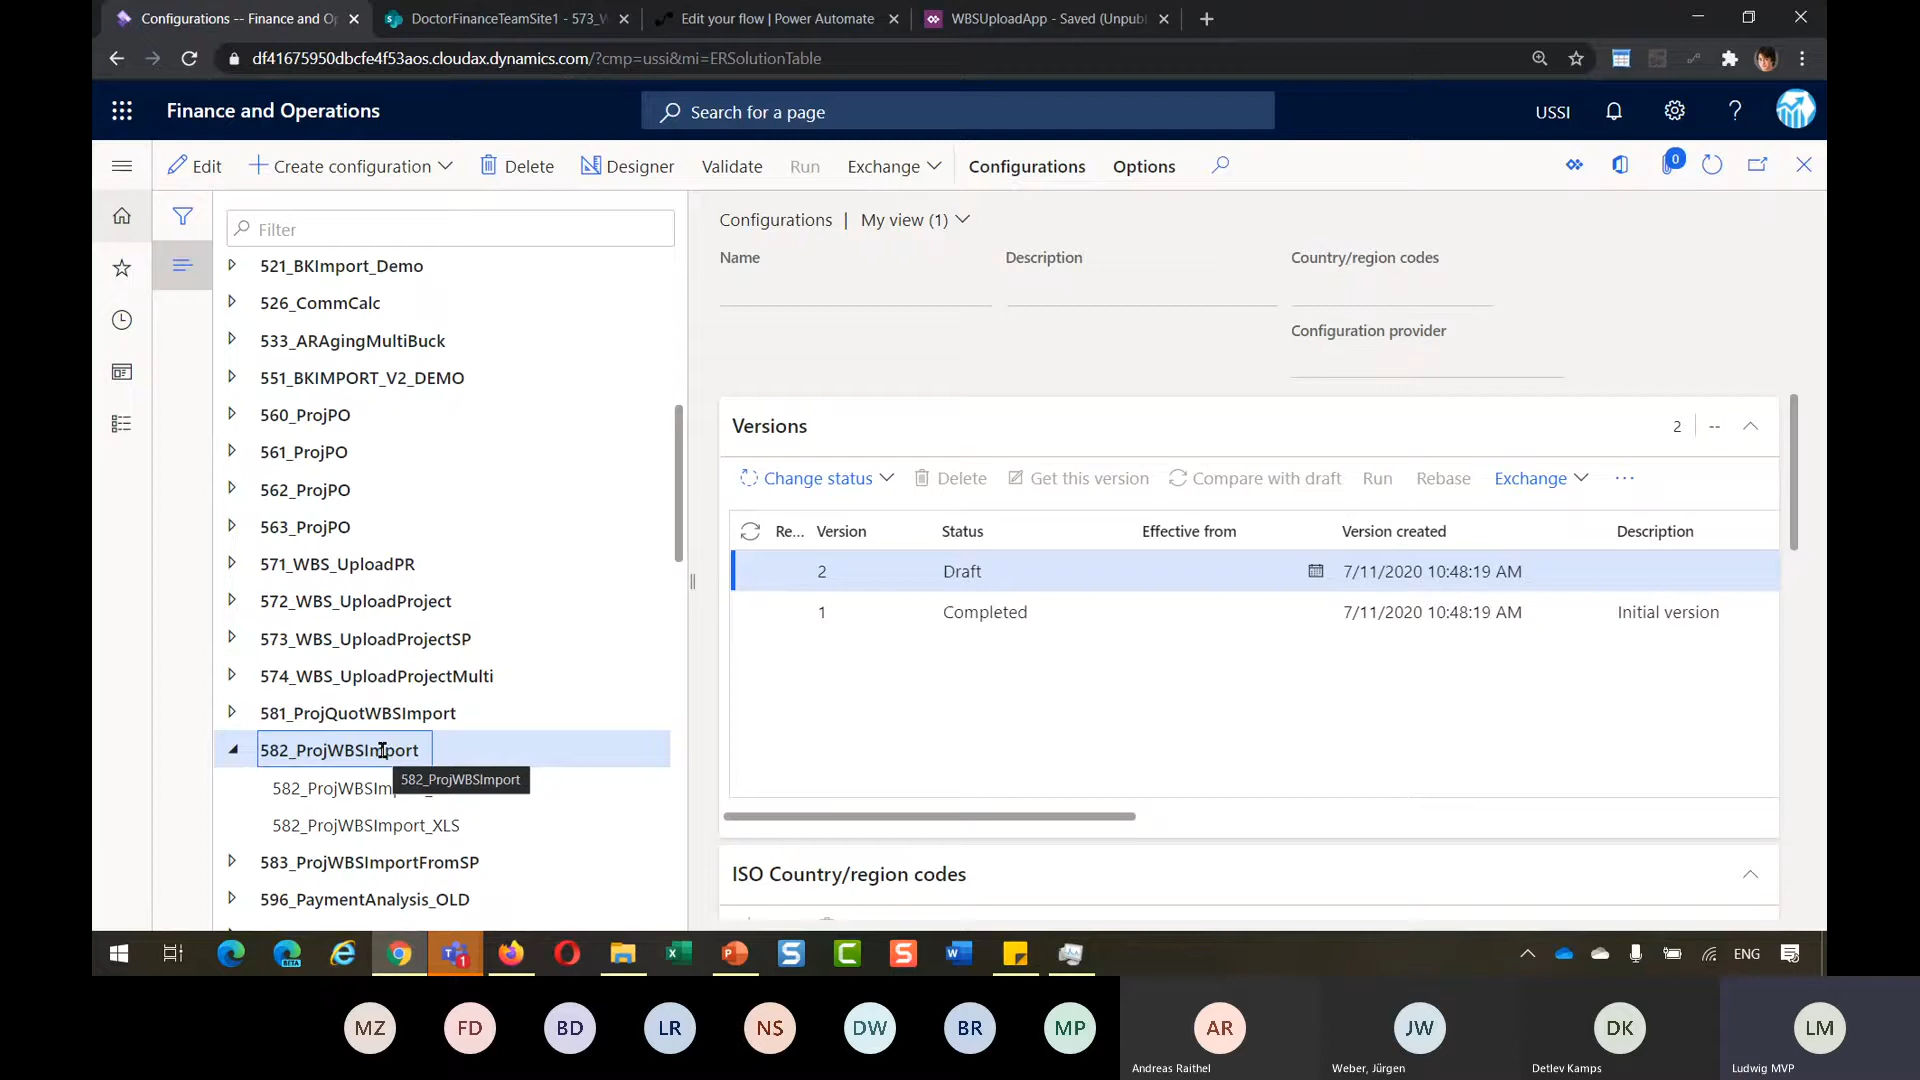 Configurations -- Finance and Op
DoctorFinanceTeamSite1 - 573_W
Edit your flow | Power Automate
WBSUploadApp - Saved (Unpubl
df41675950dbcfe4f53aos.cloudax.dynamics.com/?cmp=ussi&mi=ERSolutionTable
Finance and Operations
Search for a page
USSI
Edit
Create configuration
Delete
Designer
Validate
Run
Exchange
Configurations
Options
0
Filter
521_BKImport_Demo
526_CommCalc
533_ARAgingMultiBuck
551_BKIMPORT_V2_DEMO
560_ProjPO
561_ProjPO
562_ProjPO
563_ProjPO
571_WBS_UploadPR
572_WBS_UploadProject
573_WBS_UploadProjectSP
574_WBS_UploadProjectMulti
581_ProjQuotWBSImport
582_ProjWBSImport
582_ProjWBSImport
582_ProjWBSIm
582_ProjWBSImport_XLS
583_ProjWBSImportFromSP
596_PaymentAnalysis_OLD
Configurations | My view (1)
Name
Description
Country/region codes
Configuration provider
Versions
2 --
Change status
Delete
Get this version
Compare with draft
Run
Rebase
Exchange
...
Re... Version Status Effective from Version created Description
2 Draft 7/11/2020 10:48:19 AM
1 Completed 7/11/2020 10:48:19 AM Initial version
ISO Country/region codes
BETA
1
ENG
MZ
FD
BD
LR
NS
DW
BR
MP
AR
JW
DK
LM
Andreas Raithel
Weber, Jürgen
Detlev Kamps
Ludwig MVP